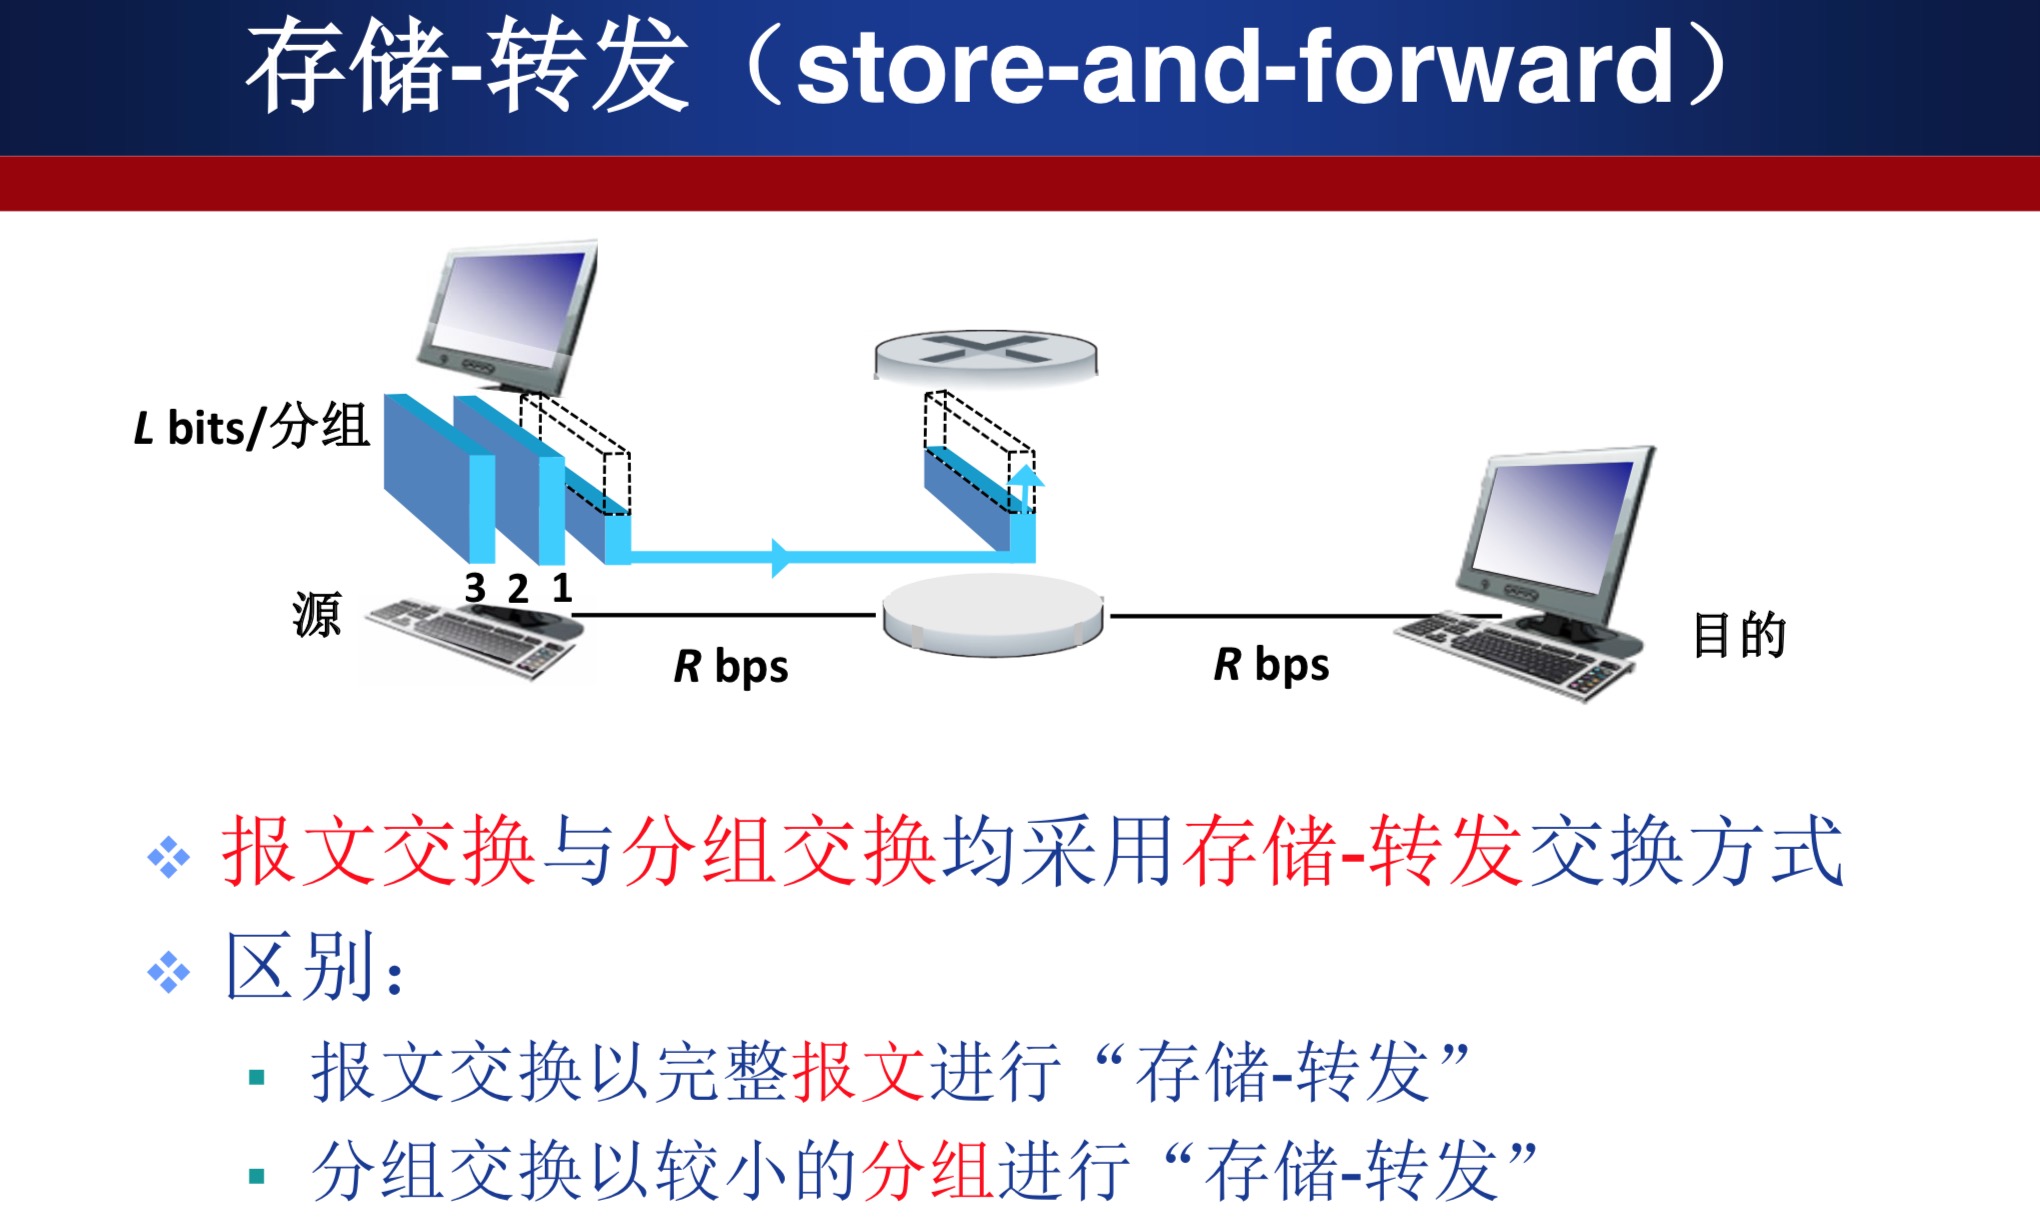 存储-转发（store-and-forward）
L bits/分组
3 2 1
源
目的
R bps
R bps
报文交换与分组交换均采用存储-转发交换方式
区别：
报文交换以完整报文进行“存储-转发”
分组交换以较小的分组进行“存储-转发”